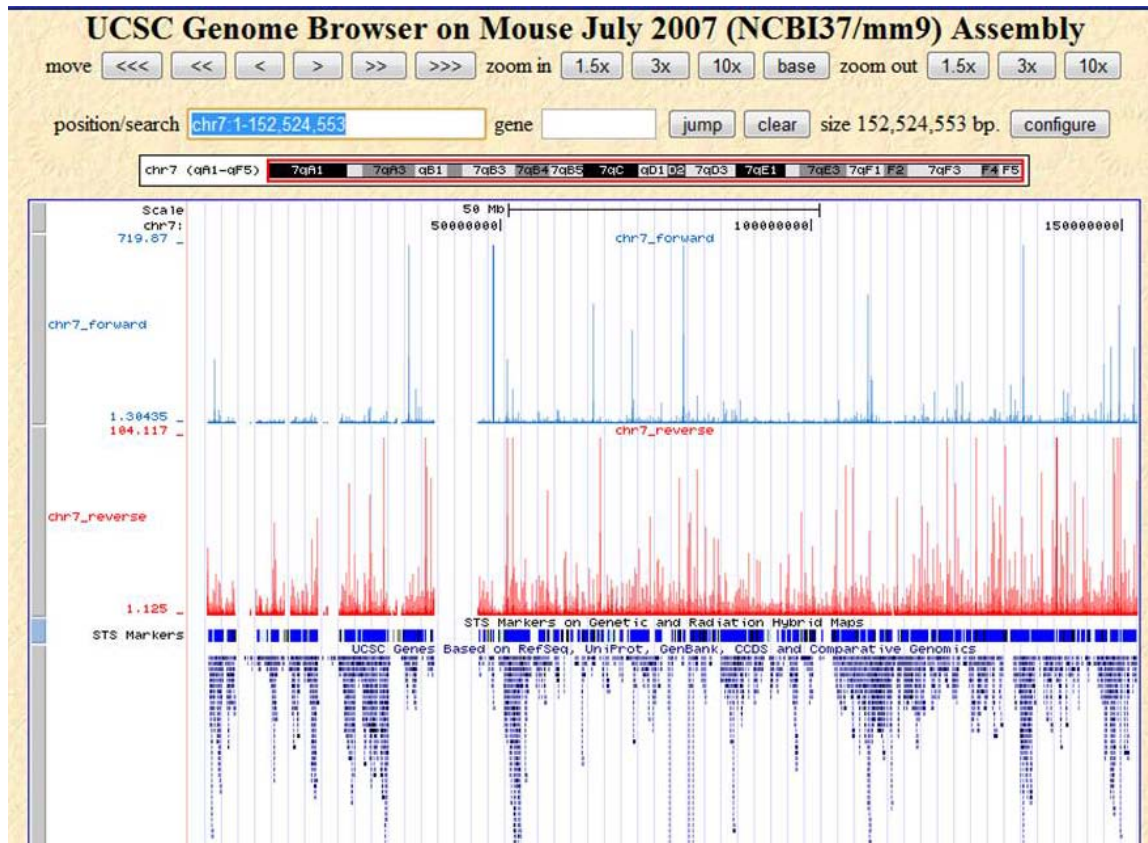 UCSC Genome Browser on Mouse July 2007 (NCBI37/mm9) Assembly
move <<< << < > >> >>> zoom in 1.5x 3x 10x base zoom out 1.5x 3x 10x
position/search chr7:1-152,524,553 gene jump clear size 152,524,553 bp. configure
chr7 (qA1-qF5) 7qA1 7qA3 qB1 7qB3 7qB4 7qB5 7qC qD1 D2 7qD3 7qE1 7qE3 7qF1 F2 7qF3 F4 F5
Scale 50 Mb
chr7: 50000000 100000000 150000000
719.87 _ chr7_forward
chr7_forward
1.30435 _
104.117 _ chr7_reverse
chr7_reverse
1.125 _
STS Markers on Genetic and Radiation Hybrid Maps
STS Markers
UCSC Genes Based on RefSeq, UniProt, GenBank, CCDS and Comparative Genomics